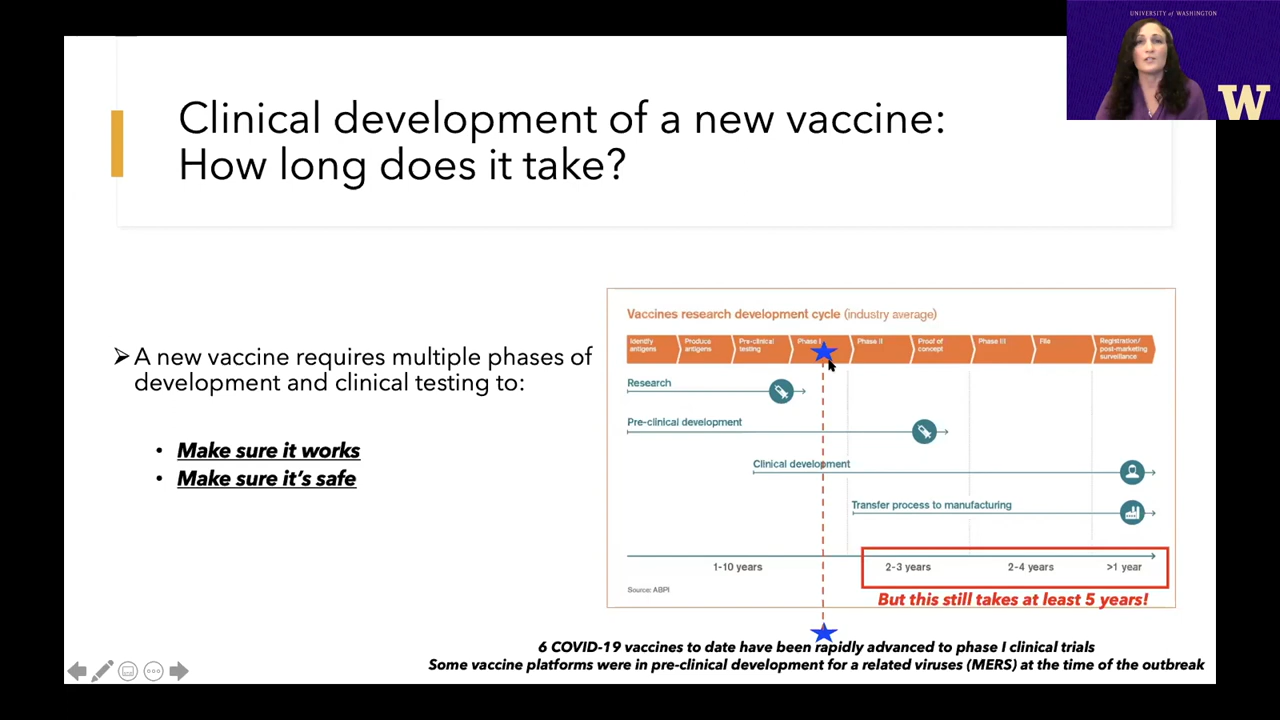 UNIVERSITY of WASHINGTON
W
Clinical development of a new vaccine:
How long does it take?
A new vaccine requires multiple phases of
development and clinical testing to:
• Make sure it works
• Make sure it's safe
Vaccines research development cycle (industry average)
Identify antigens
Produce antigens
Pre-clinical testing
Phase I
Phase II
Proof of concept
Phase III
File
Registration/ post-marketing surveillance
Research
Pre-clinical development
Clinical development
Transfer process to manufacturing
1-10 years
2-3 years
2-4 years
>1 year
Source: ABPI
But this still takes at least 5 years!
6 COVID-19 vaccines to date have been rapidly advanced to phase I clinical trials
Some vaccine platforms were in pre-clinical development for a related viruses (MERS) at the time of the outbreak